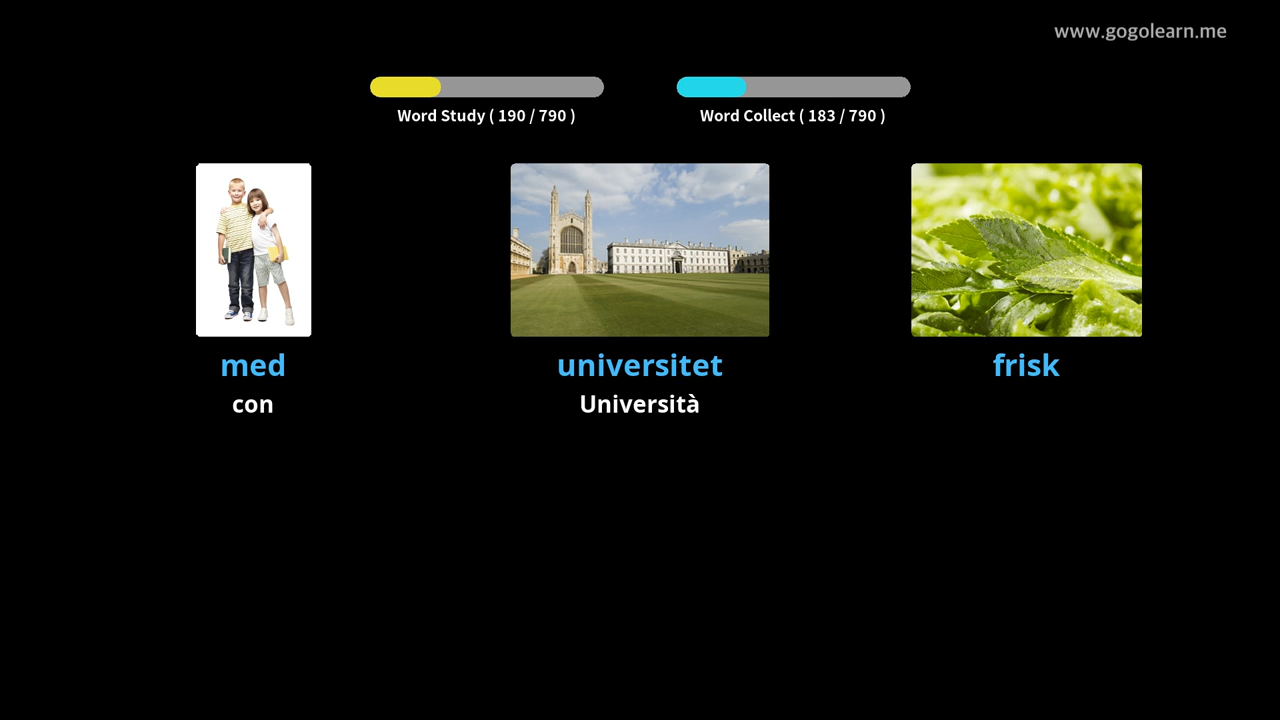 www.gogolearn.me
Word Study ( 190 / 790 )
Word Collect ( 183 / 790 )
med
con
universitet
Università
frisk